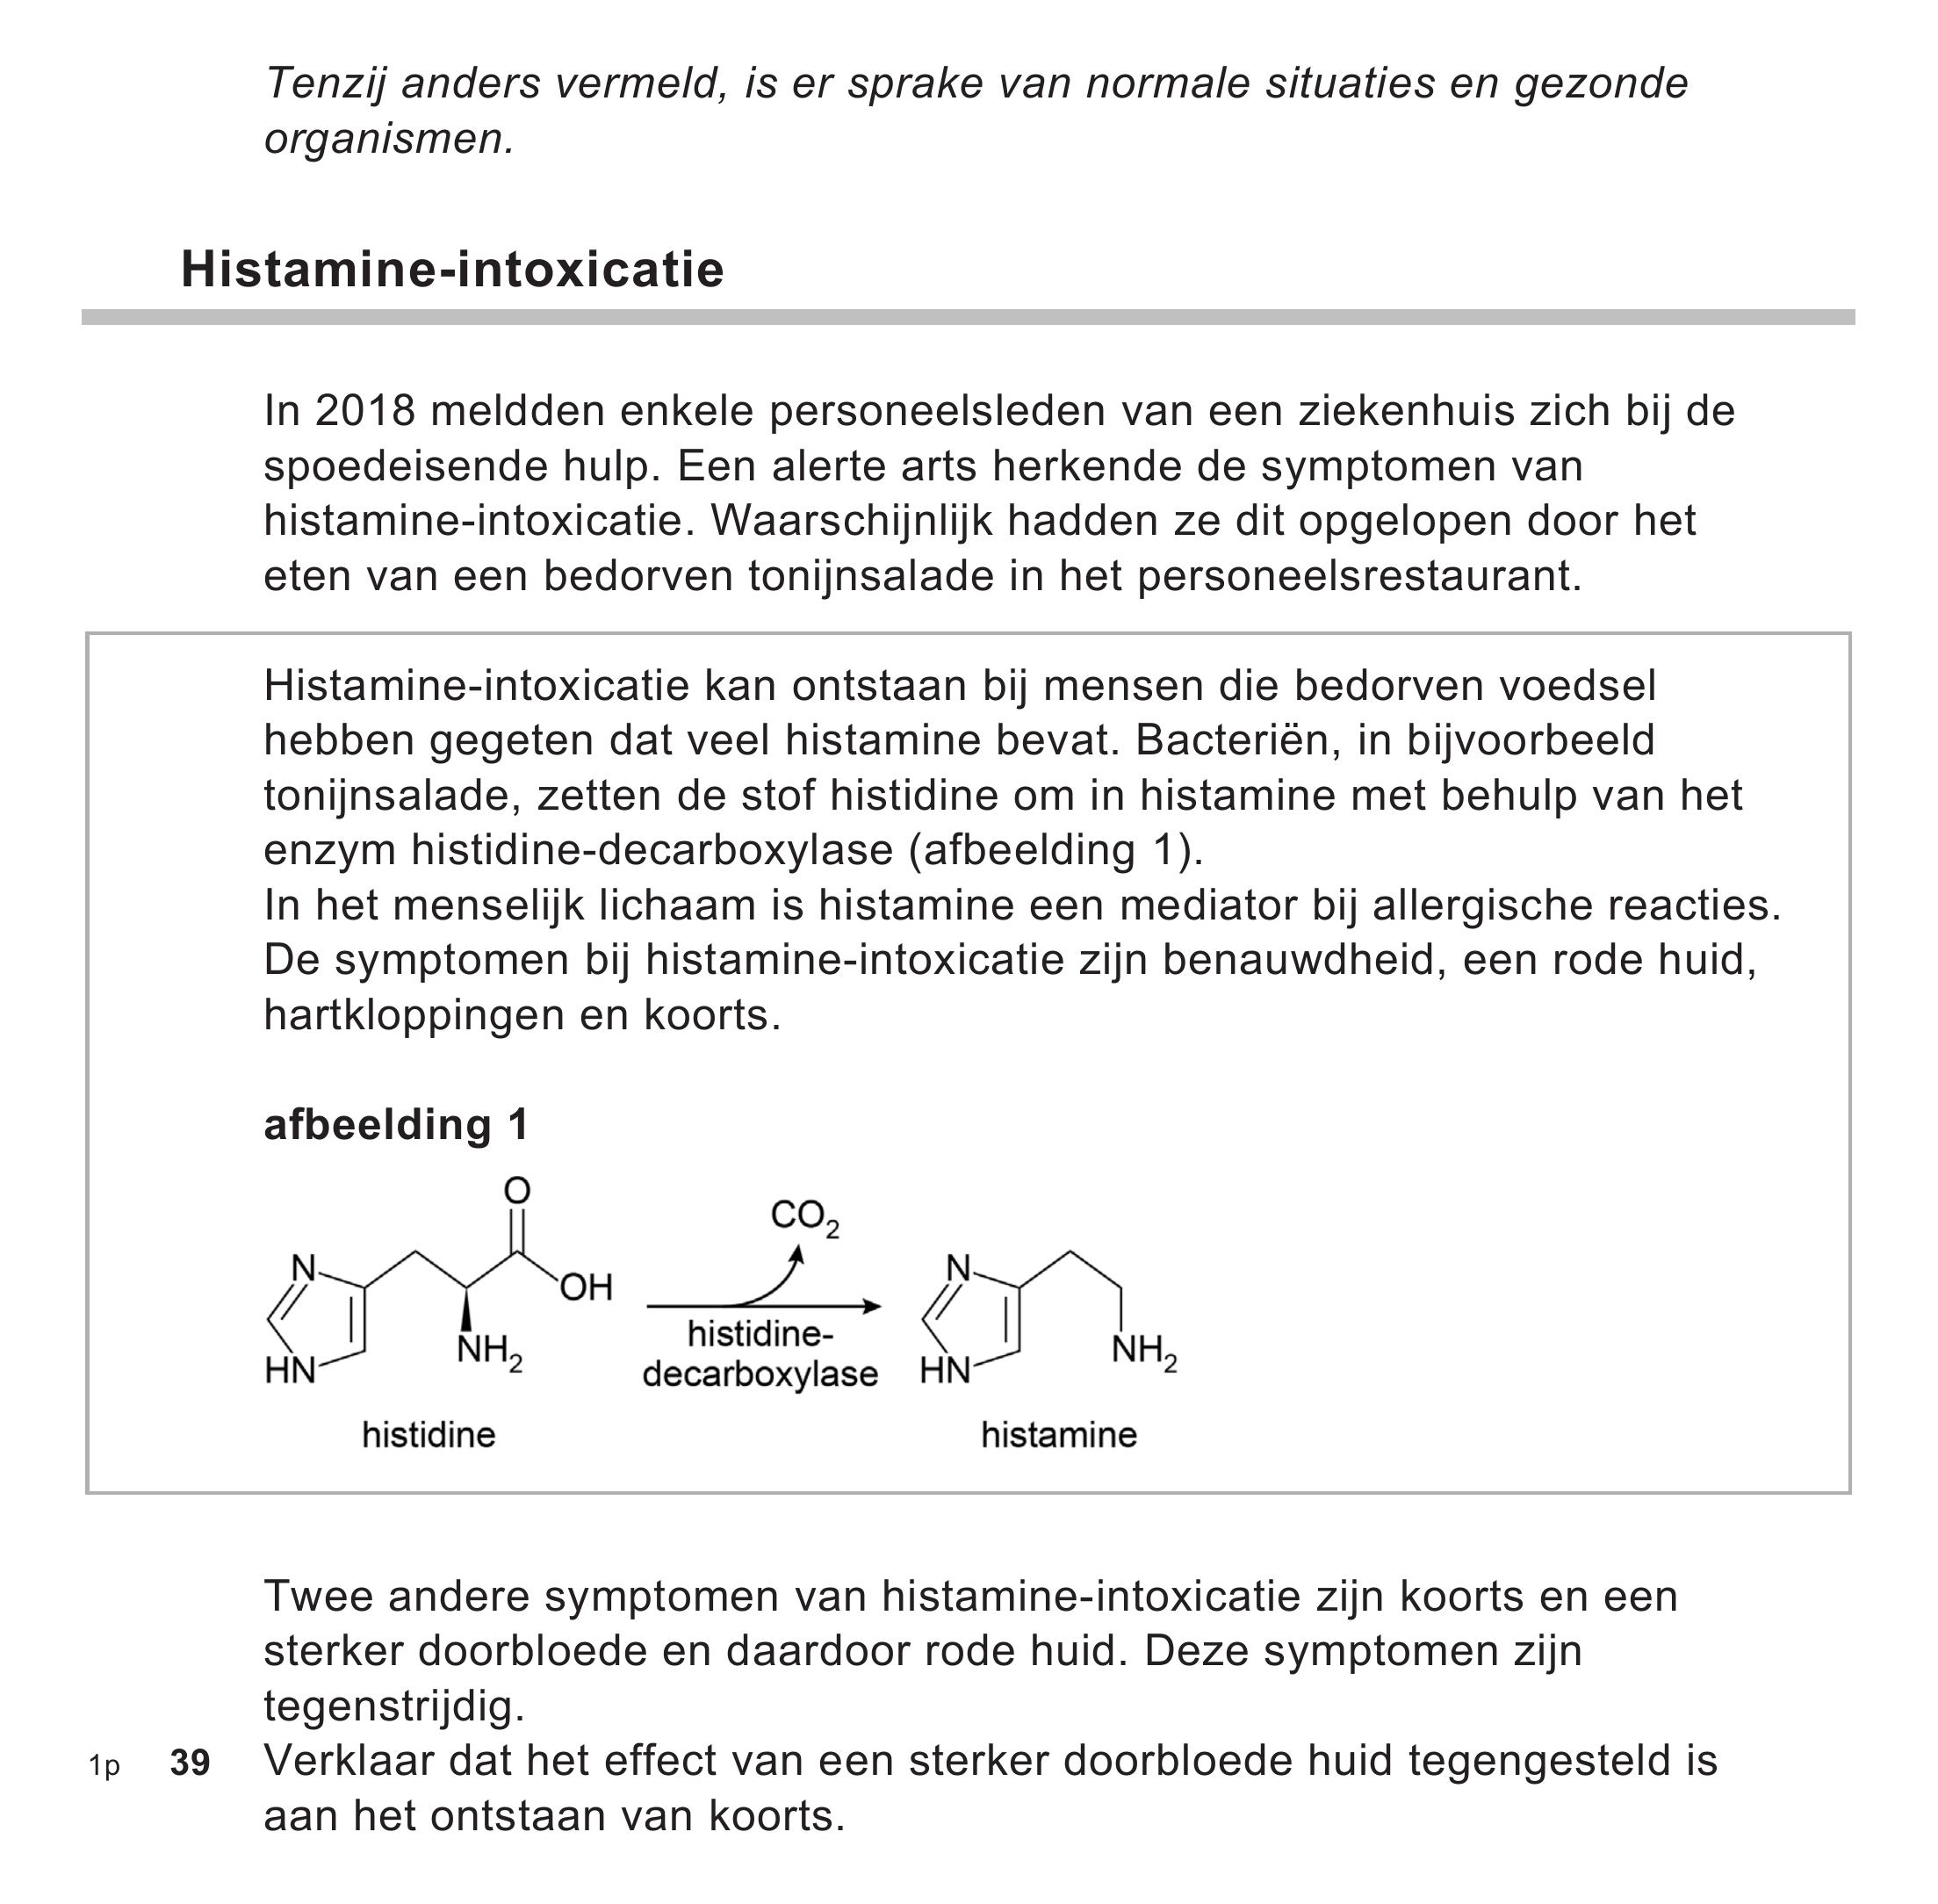 Tenzij anders vermeld, is er sprake van normale situaties en gezonde
organismen.
Histamine-intoxicatie
In 2018 meldden enkele personeelsleden van een ziekenhuis zich bij de
spoedeisende hulp. Een alerte arts herkende de symptomen van
histamine-intoxicatie. Waarschijnlijk hadden ze dit opgelopen door het
eten van een bedorven tonijnsalade in het personeelsrestaurant.
Histamine-intoxicatie kan ontstaan bij mensen die bedorven voedsel
hebben gegeten dat veel histamine bevat. Bacteriën, in bijvoorbeeld
tonijnsalade, zetten de stof histidine om in histamine met behulp van het
enzym histidine-decarboxylase (afbeelding 1).
In het menselijk lichaam is histamine een mediator bij allergische reacties.
De symptomen bij histamine-intoxicatie zijn benauwdheid, een rode huid,
hartkloppingen en koorts.
afbeelding 1
O
N
OH
NH2
HN
histidine
CO2
histidine-
decarboxylase
N
HN
NH2
histamine
Twee andere symptomen van histamine-intoxicatie zijn koorts en een
sterker doorbloede en daardoor rode huid. Deze symptomen zijn
tegenstrijdig.
1p 39 Verklaar dat het effect van een sterker doorbloede huid tegengesteld is
aan het ontstaan van koorts.